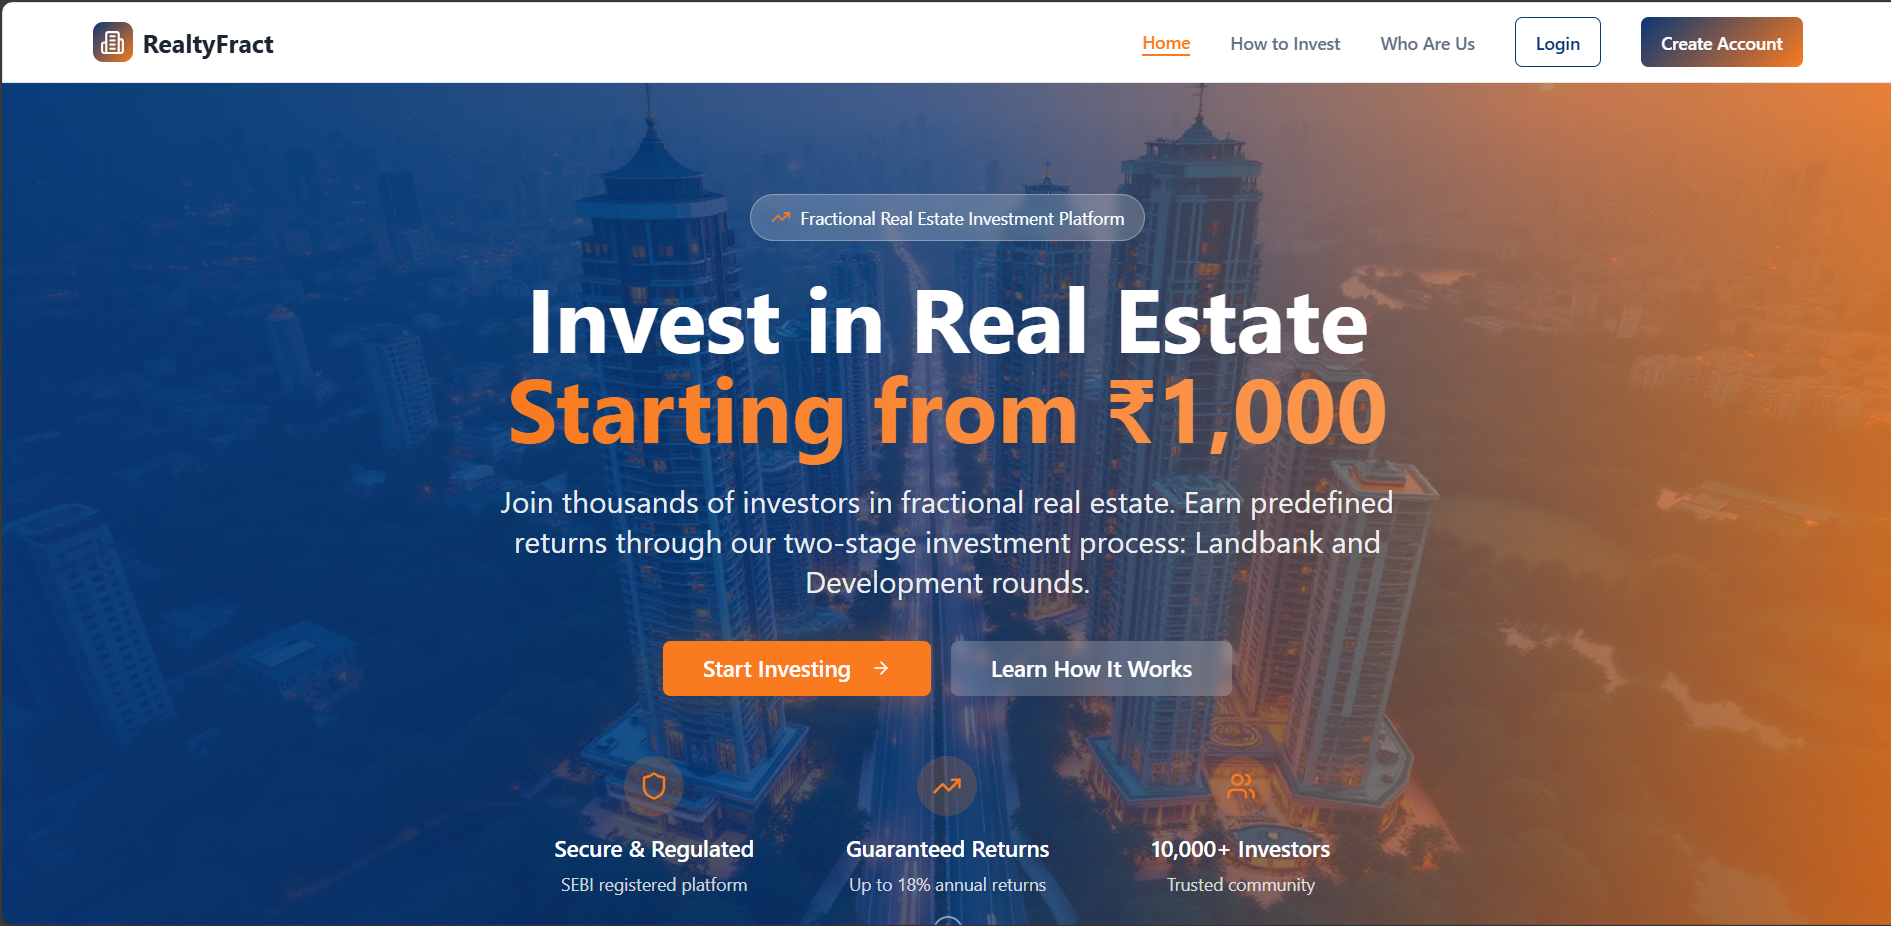 RealtyFract
Home
How to Invest
Who Are Us
Login
Create Account
Fractional Real Estate Investment Platform
Invest in Real Estate
Starting from ₹1,000
Join thousands of investors in fractional real estate. Earn predefined
returns through our two-stage investment process: Landbank and
Development rounds.
Start Investing
Learn How It Works
Secure & Regulated
SEBI registered platform
Guaranteed Returns
Up to 18% annual returns
10,000+ Investors
Trusted community